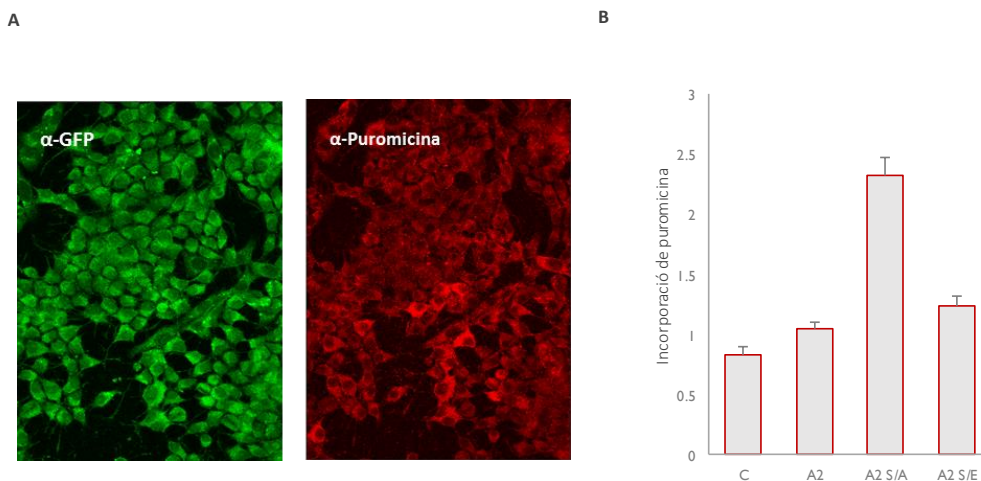 A
B
α-GFP
α-Puromicina
Incorporació de puromicina
3
2.5
2
1.5
1
0.5
0
C
A2
A2 S/A
A2 S/E